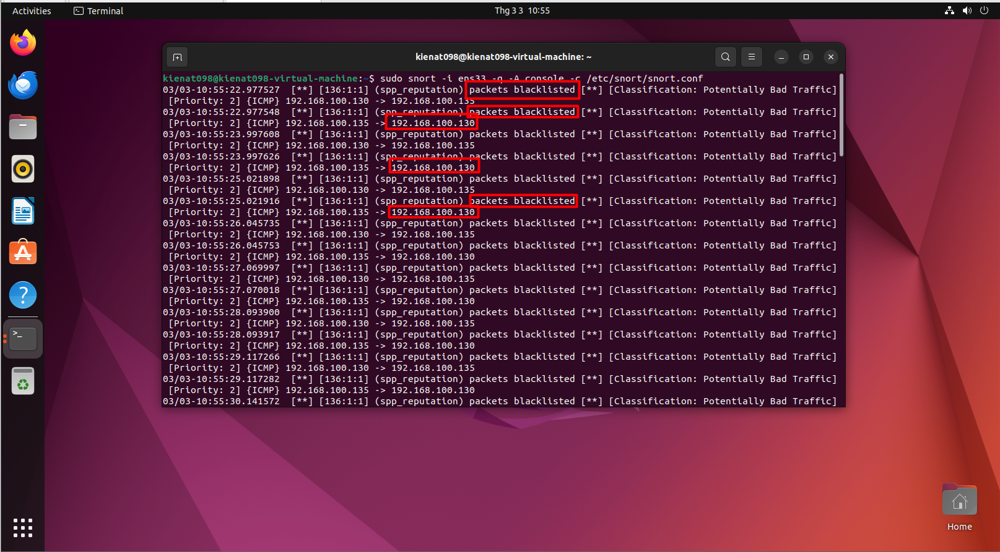 Activities
Terminal
Thg 3 3 10:55
kienat098@kienat098-virtual-machine: ~
kienat098@kienat098-virtual-machine:~$ sudo snort -i ens33 -q -A console -c /etc/snort/snort.conf
03/03-10:55:22.977527  [**] [136:1:1] (spp_reputation) packets blacklisted [**] [Classification: Potentially Bad Traffic]
[Priority: 2] {ICMP} 192.168.100.130 -> 192.168.100.135
03/03-10:55:22.977548  [**] [136:1:1] (spp_reputation) packets blacklisted [**] [Classification: Potentially Bad Traffic]
[Priority: 2] {ICMP} 192.168.100.135 -> 192.168.100.130
03/03-10:55:23.997608  [**] [136:1:1] (spp_reputation) packets blacklisted [**] [Classification: Potentially Bad Traffic]
[Priority: 2] {ICMP} 192.168.100.130 -> 192.168.100.135
03/03-10:55:23.997626  [**] [136:1:1] (spp_reputation) packets blacklisted [**] [Classification: Potentially Bad Traffic]
[Priority: 2] {ICMP} 192.168.100.135 -> 192.168.100.130
03/03-10:55:25.021898  [**] [136:1:1] (spp_reputation) packets blacklisted [**] [Classification: Potentially Bad Traffic]
[Priority: 2] {ICMP} 192.168.100.130 -> 192.168.100.135
03/03-10:55:25.021916  [**] [136:1:1] (spp_reputation) packets blacklisted [**] [Classification: Potentially Bad Traffic]
[Priority: 2] {ICMP} 192.168.100.135 -> 192.168.100.130
03/03-10:55:26.045735  [**] [136:1:1] (spp_reputation) packets blacklisted [**] [Classification: Potentially Bad Traffic]
[Priority: 2] {ICMP} 192.168.100.130 -> 192.168.100.135
03/03-10:55:26.045753  [**] [136:1:1] (spp_reputation) packets blacklisted [**] [Classification: Potentially Bad Traffic]
[Priority: 2] {ICMP} 192.168.100.135 -> 192.168.100.130
03/03-10:55:27.069997  [**] [136:1:1] (spp_reputation) packets blacklisted [**] [Classification: Potentially Bad Traffic]
[Priority: 2] {ICMP} 192.168.100.130 -> 192.168.100.135
03/03-10:55:27.070018  [**] [136:1:1] (spp_reputation) packets blacklisted [**] [Classification: Potentially Bad Traffic]
[Priority: 2] {ICMP} 192.168.100.135 -> 192.168.100.130
03/03-10:55:28.093900  [**] [136:1:1] (spp_reputation) packets blacklisted [**] [Classification: Potentially Bad Traffic]
[Priority: 2] {ICMP} 192.168.100.130 -> 192.168.100.135
03/03-10:55:28.093917  [**] [136:1:1] (spp_reputation) packets blacklisted [**] [Classification: Potentially Bad Traffic]
[Priority: 2] {ICMP} 192.168.100.135 -> 192.168.100.130
03/03-10:55:29.117266  [**] [136:1:1] (spp_reputation) packets blacklisted [**] [Classification: Potentially Bad Traffic]
[Priority: 2] {ICMP} 192.168.100.130 -> 192.168.100.135
03/03-10:55:29.117282  [**] [136:1:1] (spp_reputation) packets blacklisted [**] [Classification: Potentially Bad Traffic]
[Priority: 2] {ICMP} 192.168.100.135 -> 192.168.100.130
03/03-10:55:30.141572  [**] [136:1:1] (spp_reputation) packets blacklisted [**] [Classification: Potentially Bad Traffic]
Home